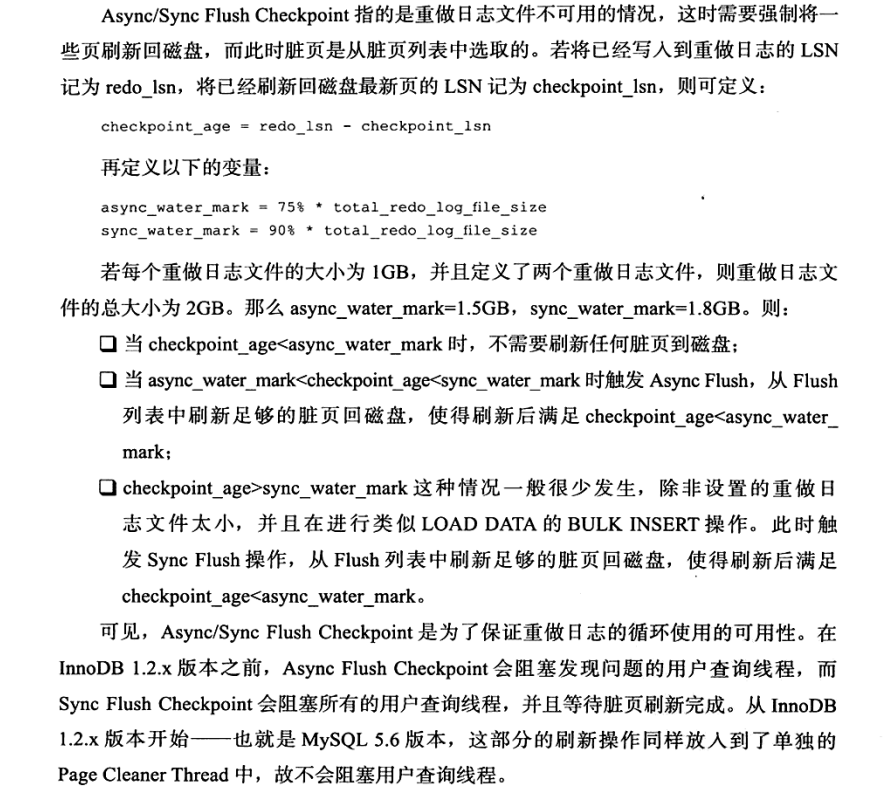 Async/Sync Flush Checkpoint 指的是重做日志文件不可用的情况，这时需要强制将一
些页刷新回磁盘，而此时脏页是从脏页列表中选取的。若将已经写入到重做日志的 LSN
记为 redo_lsn，将已经刷新回磁盘最新页的 LSN 记为 checkpoint_lsn，则可定义：
checkpoint_age = redo_lsn - checkpoint_lsn
再定义以下的变量：
async_water_mark = 75% * total_redo_log_file_size
sync_water_mark = 90% * total_redo_log_file_size
若每个重做日志文件的大小为 1GB，并且定义了两个重做日志文件，则重做日志文
件的总大小为 2GB。那么 async_water_mark=1.5GB，sync_water_mark=1.8GB。则：
❏ 当 checkpoint_age<async_water_mark 时，不需要刷新任何脏页到磁盘；
❏ 当 async_water_mark<checkpoint_age<sync_water_mark 时触发 Async Flush，从 Flush
列表中刷新足够的脏页回磁盘，使得刷新后满足 checkpoint_age<async_water_
mark；
❏ checkpoint_age>sync_water_mark 这种情况一般很少发生，除非设置的重做日
志文件太小，并且在进行类似 LOAD DATA 的 BULK INSERT 操作。此时触
发 Sync Flush 操作，从 Flush 列表中刷新足够的脏页回磁盘，使得刷新后满足
checkpoint_age<async_water_mark。
可见，Async/Sync Flush Checkpoint 是为了保证重做日志的循环使用的可用性。在
InnoDB 1.2.x 版本之前，Async Flush Checkpoint 会阻塞发现问题的用户查询线程，而
Sync Flush Checkpoint 会阻塞所有的用户查询线程，并且等待脏页刷新完成。从 InnoDB
1.2.x 版本开始——也就是 MySQL 5.6 版本，这部分的刷新操作同样放入到了单独的
Page Cleaner Thread 中，故不会阻塞用户查询线程。